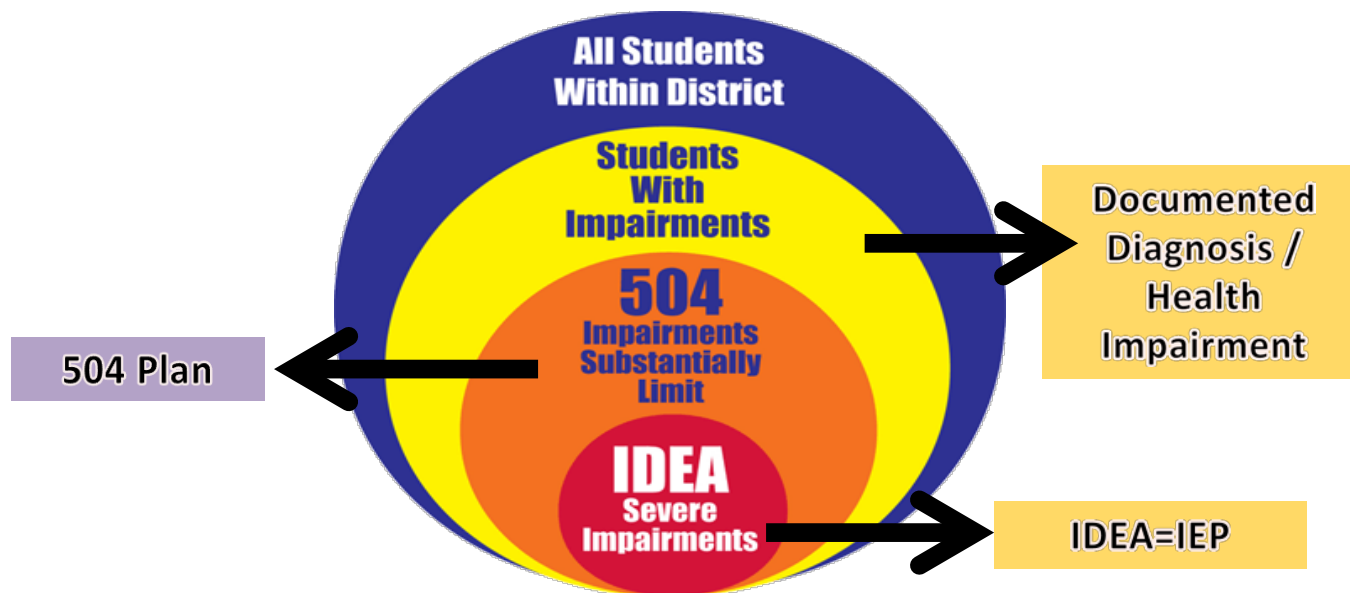 All Students
Within District
Students
With
Impairments
Documented
Diagnosis /
Health
Impairment
504
Impairments
Substantially
Limit
504 Plan
IDEA
Severe
Impairments
IDEA=IEP